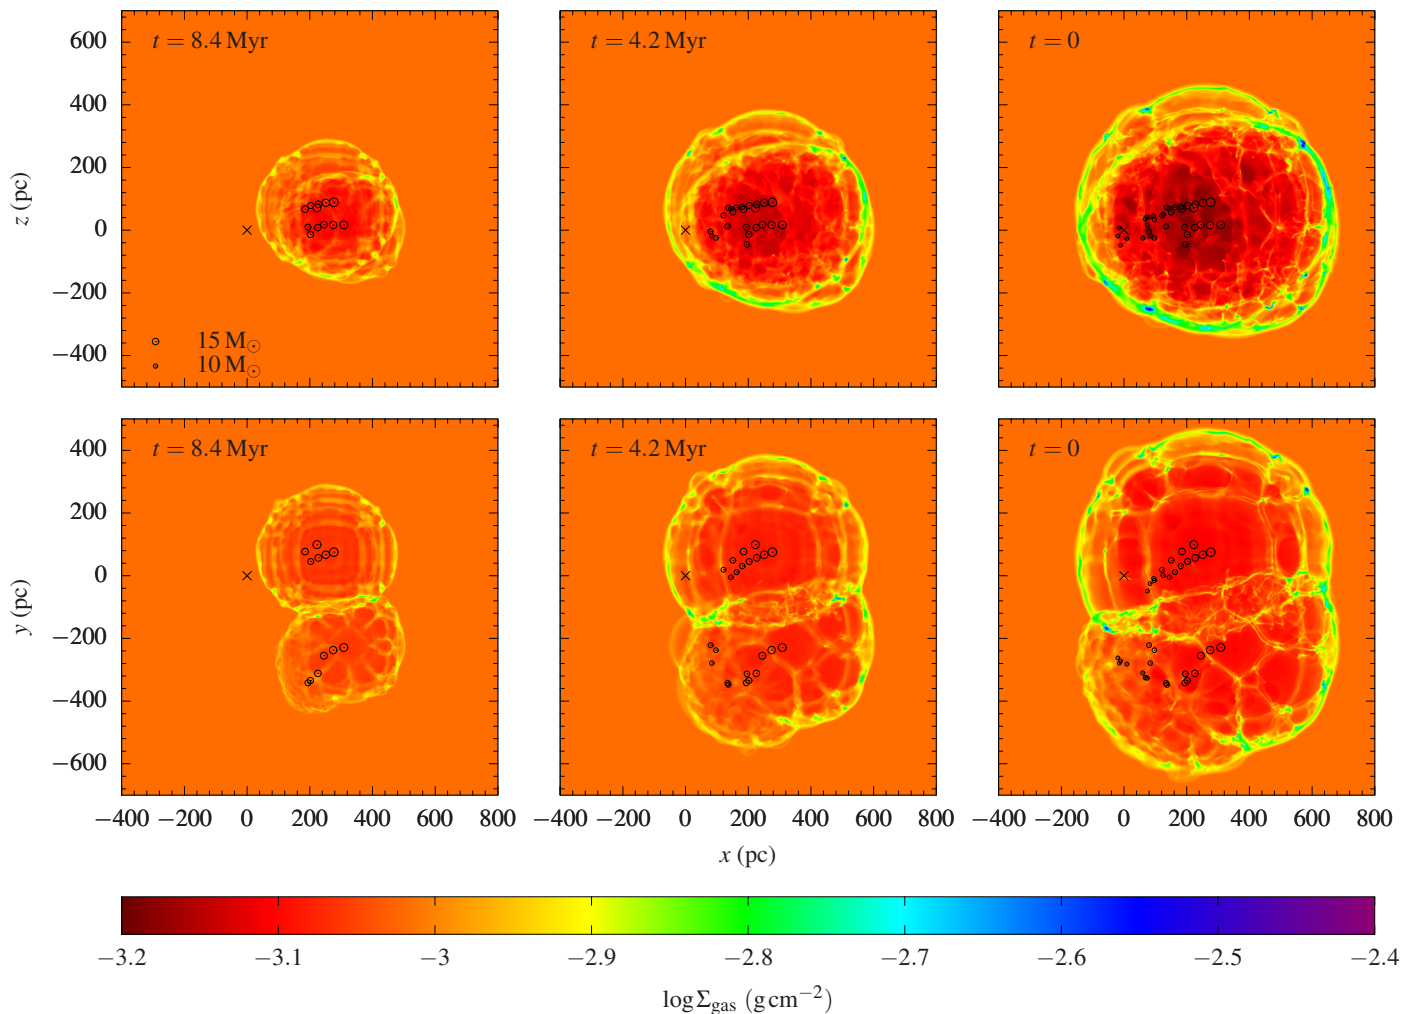 t = 8.4 Myr
t = 4.2 Myr
t = 0
z (pc)
600
400
200
0
−200
−400
15 M⊙
10 M⊙
t = 8.4 Myr
t = 4.2 Myr
t = 0
y (pc)
400
200
0
−200
−400
−600
−400 −200 0 200 400 600 800 −400 −200 0 200 400 600 800 −400 −200 0 200 400 600 800
x (pc)
−3.2 −3.1 −3 −2.9 −2.8 −2.7 −2.6 −2.5 −2.4
log Σgas (g cm−2)